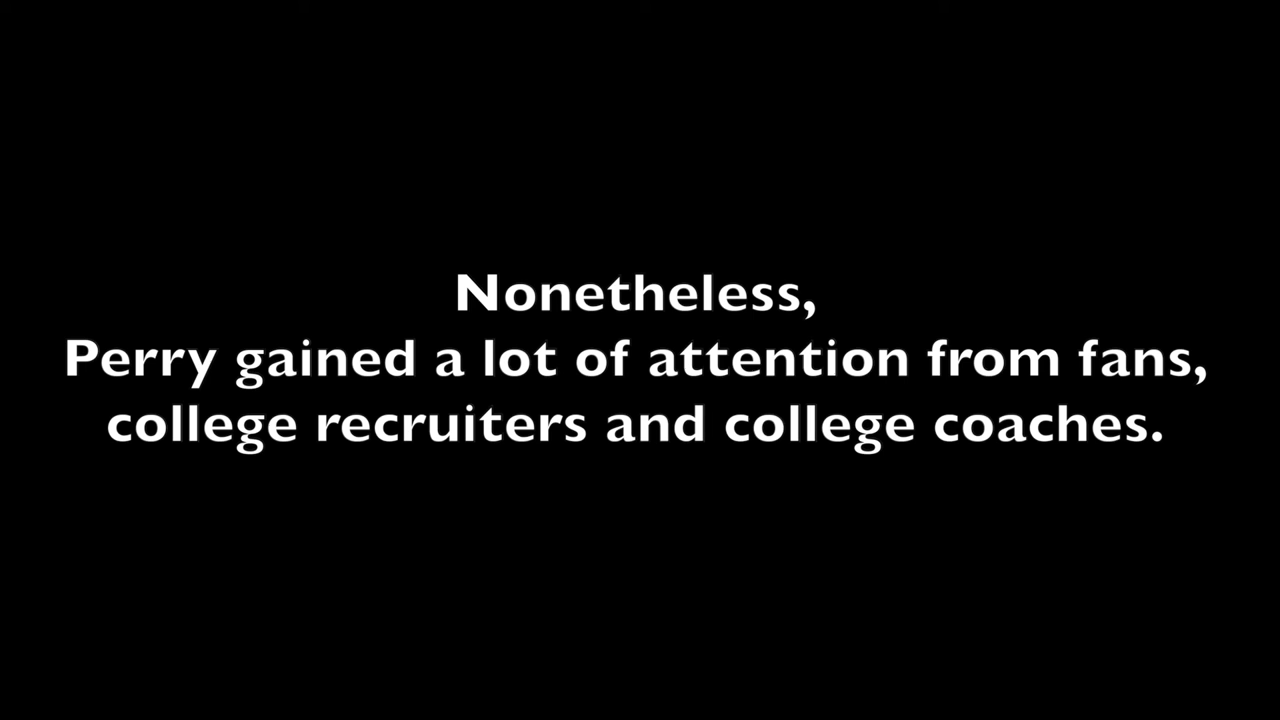 Nonetheless,
Perry gained a lot of attention from fans,
college recruiters and college coaches.